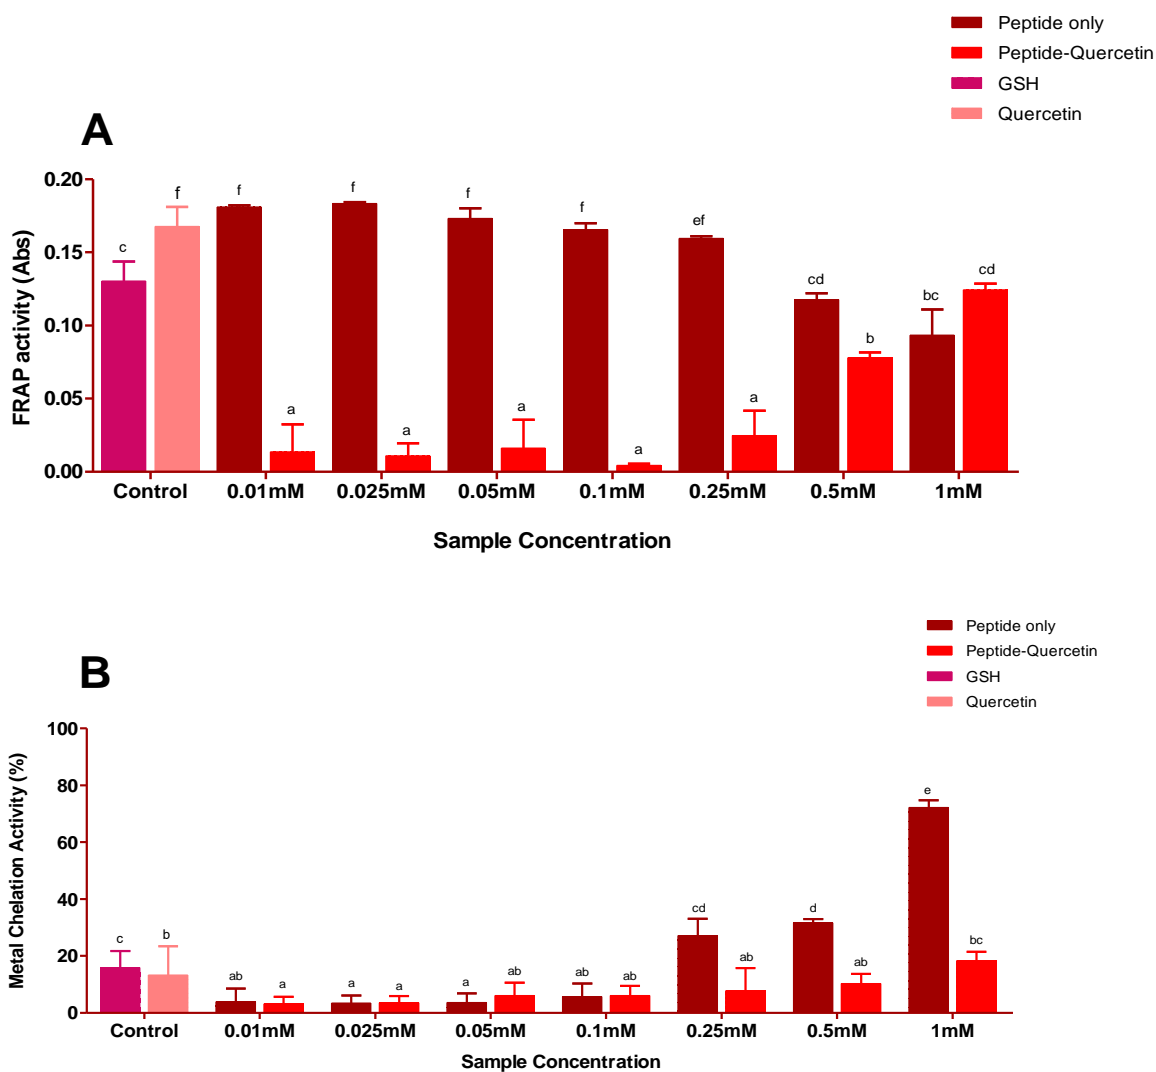 Peptide only
Peptide-Quercetin
GSH
Quercetin
A
FRAP activity (Abs)
0.20
0.15
0.10
0.05
0.00
c
f
f
a
f
a
f
a
f
a
ef
a
cd
b
bc
cd
Control
0.01mM
0.025mM
0.05mM
0.1mM
0.25mM
0.5mM
1mM
Sample Concentration
Peptide only
Peptide-Quercetin
GSH
Quercetin
B
Metal Chelation Activity (%)
100
80
60
40
20
0
c
b
ab
a
a
a
a
ab
ab
ab
cd
ab
d
ab
e
bc
Control
0.01mM
0.025mM
0.05mM
0.1mM
0.25mM
0.5mM
1mM
Sample Concentration